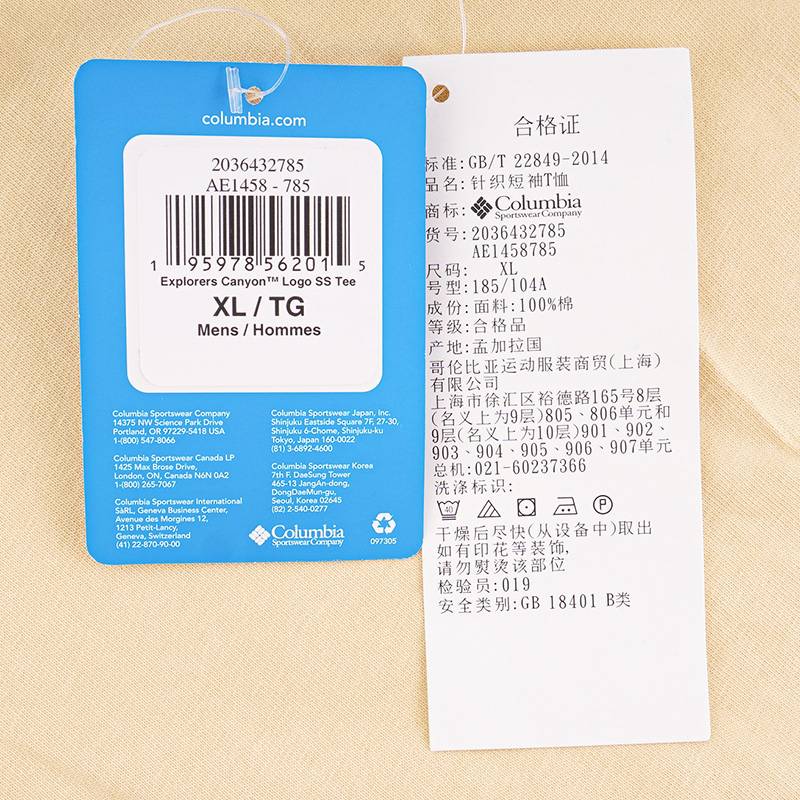 columbia.com
2036432785
AE1458 - 785
1 95978 56201 5
Explorers Canyon™ Logo SS Tee
XL / TG
Mens / Hommes
Columbia Sportswear Company
14375 NW Science Park Drive
Portland, OR 97229-5418 USA
1-(800) 547-8066
Columbia Sportswear Canada LP
1425 Max Brose Drive,
London, ON, Canada N6N 0A2
1-(800) 265-7067
Columbia Sportswear International
SàRL, Geneva Business Center,
Avenue des Morgines 12,
1213 Petit-Lancy,
Geneva, Switzerland
(41) 22-870-90-00
Columbia Sportswear Japan, Inc.
Shinjuku Eastside Square 7F, 27-30,
Shinjuku 6-Chome, Shinjuku-ku
Tokyo, Japan 160-0022
(81) 3-6892-4600
Columbia Sportswear Korea
7th F. DaeSung Tower
465-13 JangAn-dong,
DongDaeMun-gu,
Seoul, Korea 02645
(82) 2-540-0277
Columbia
Sportswear Company
097305
合格证
标准:GB/T 22849-2014
品名:针织短袖T恤
商标: Columbia
Sportswear Company
货号:2036432785
AE1458785
尺码: XL
号型:185/104A
成份:面料:100%棉
等级:合格品
产地:孟加拉国
哥伦比亚运动服装商贸(上海)
有限公司
上海市徐汇区裕德路165号8层
(名义上为9层)805、806单元和
9层(名义上为10层)901、902、
903、904、905、906、907单元
总机:021-60237366
洗涤标识:
40 P
干燥后尽快(从设备中)取出
如有印花等装饰,
请勿熨烫该部位
检验员:019
安全类别:GB 18401 B类